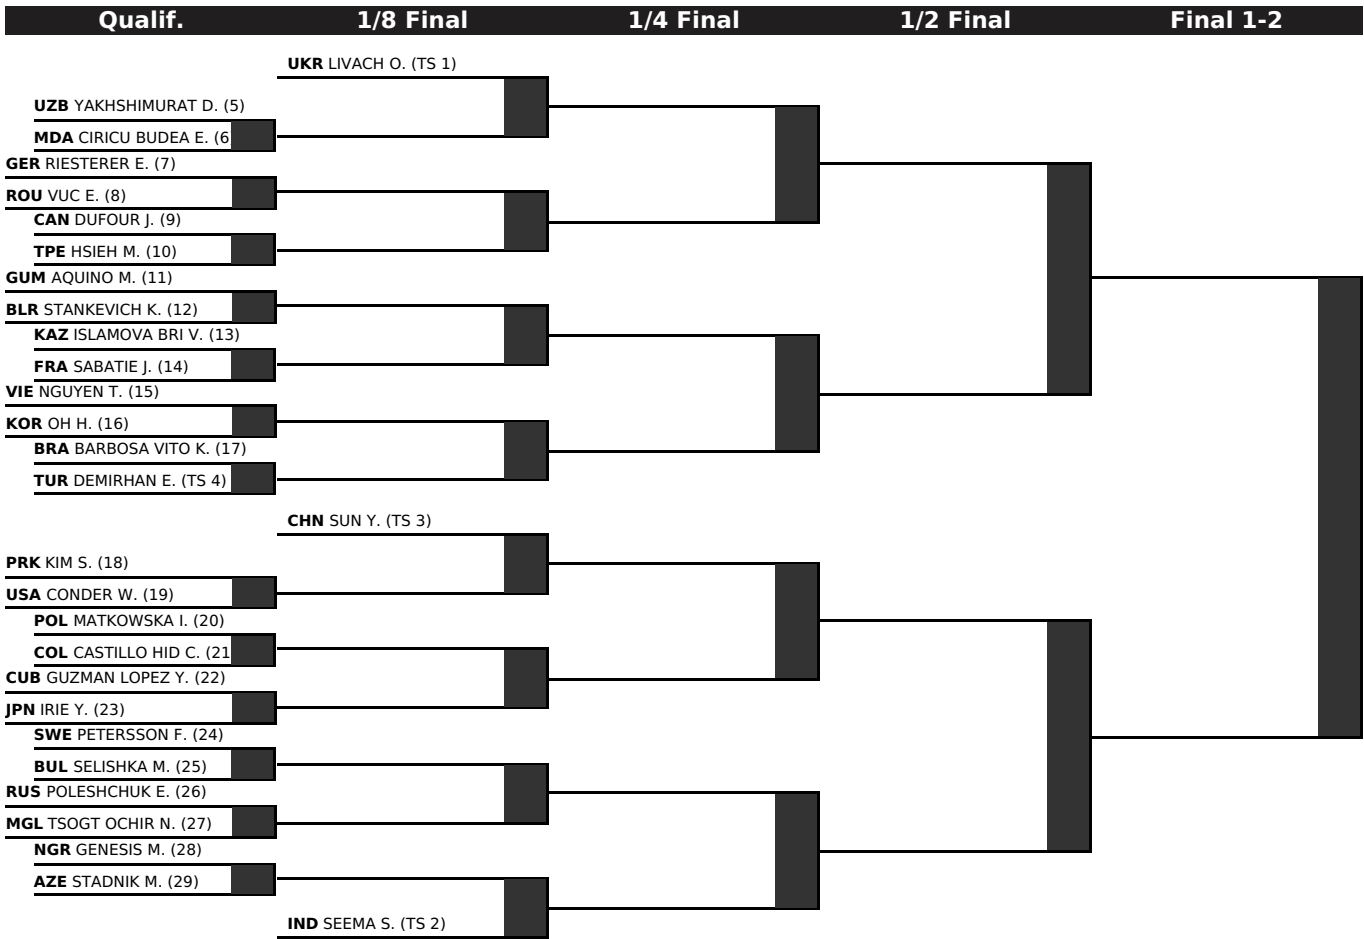 Qualif. 1/8 Final 1/4 Final 1/2 Final Final 1-2
UKR LIVACH O. (TS 1)
UZB YAKHSHIMURAT D. (5)
MDA CIRICU BUDEA E. (6
GER RIESTERER E. (7)
ROU VUC E. (8)
CAN DUFOUR J. (9)
TPE HSIEH M. (10)
GUM AQUINO M. (11)
BLR STANKEVICH K. (12)
KAZ ISLAMOVA BRI V. (13)
FRA SABATIE J. (14)
VIE NGUYEN T. (15)
KOR OH H. (16)
BRA BARBOSA VITO K. (17)
TUR DEMIRHAN E. (TS 4)
CHN SUN Y. (TS 3)
PRK KIM S. (18)
USA CONDER W. (19)
POL MATKOWSKA I. (20)
COL CASTILLO HID C. (21
CUB GUZMAN LOPEZ Y. (22)
JPN IRIE Y. (23)
SWE PETERSSON F. (24)
BUL SELISHKA M. (25)
RUS POLESHCHUK E. (26)
MGL TSOGT OCHIR N. (27)
NGR GENESIS M. (28)
AZE STADNIK M. (29)
IND SEEMA S. (TS 2)